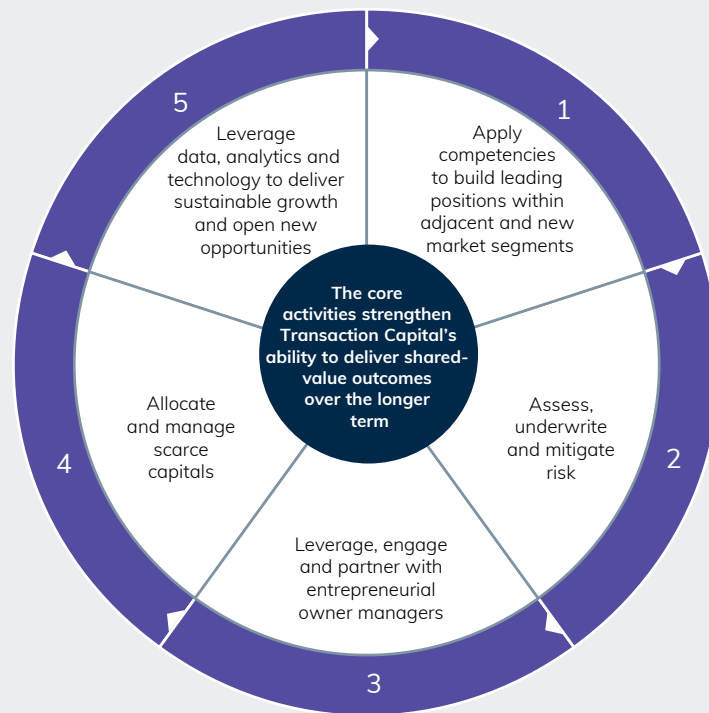 1
Apply
competencies
to build leading
positions within
adjacent and new
market segments
2
Assess,
underwrite
and mitigate
risk
3
Leverage, engage
and partner with
entrepreneurial
owner managers
4
Allocate
and manage
scarce
capitals
5
Leverage
data, analytics and
technology to deliver
sustainable growth
and open new
opportunities
The core
activities strengthen
Transaction Capital’s
ability to deliver shared-
value outcomes
over the longer
term